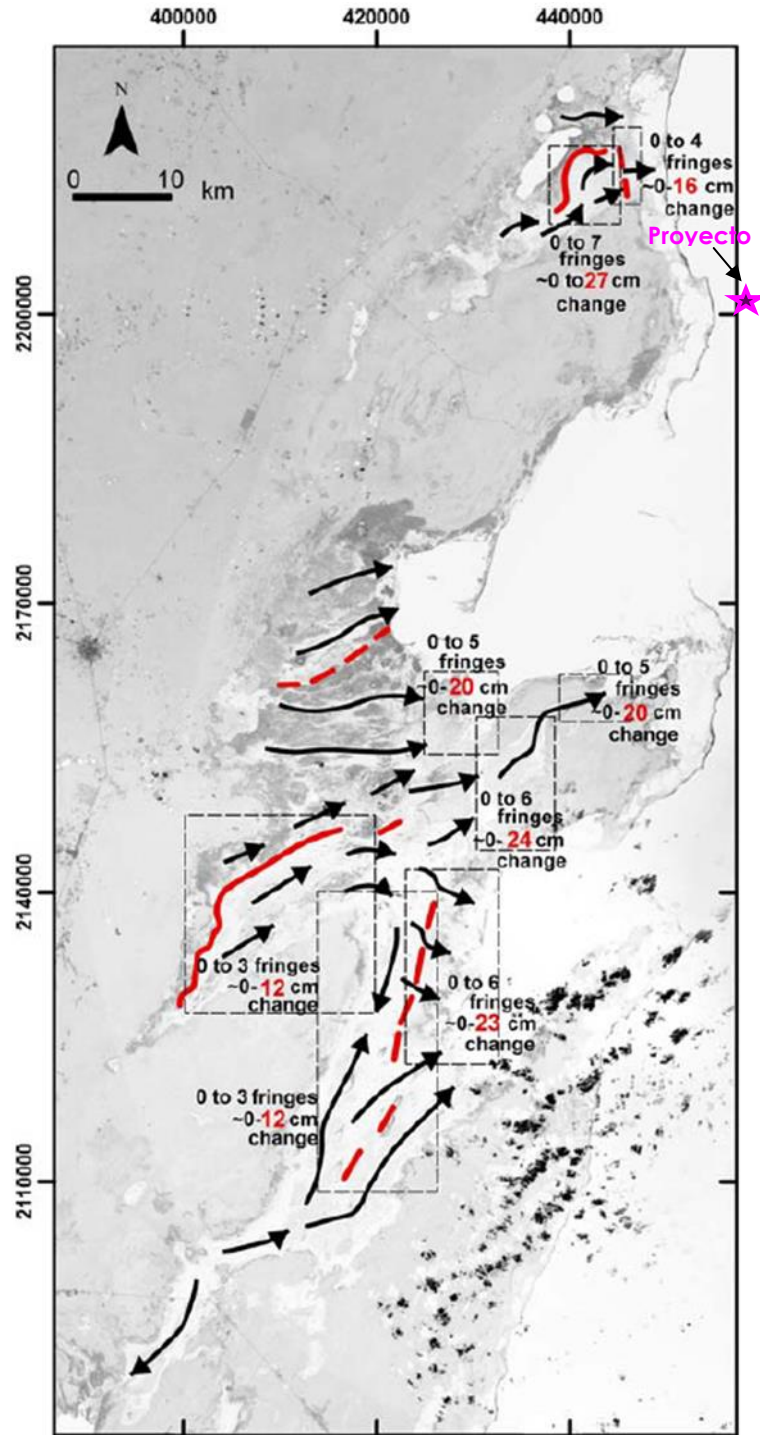 400000 420000 440000
N
0 10 km
0 to 4
fringes
~0-16 cm
change
Proyecto
0 to 7
fringes
~0 to27 cm
change
2200000
2170000
0 to 5
fringes
~0-20 cm
change
0 to 5
fringes
~0-20 cm
change
0 to 6
fringes
~0-24 cm
change
2140000
0 to 3 fringes
~0-12 cm
change
0 to 6
fringes
~0-23 cm
change
0 to 3 fringes
~0-12 cm
change
2110000